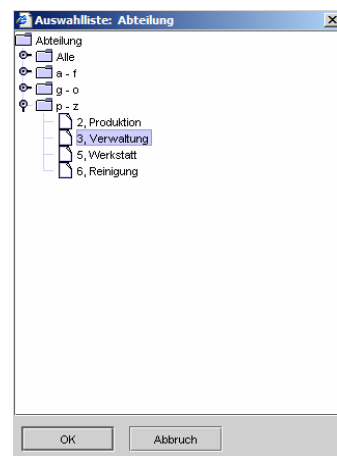 Auswahlliste: Abteilung
Abteilung
Alle
a - f
g - o
p - z
2, Produktion
3, Verwaltung
5, Werkstatt
6, Reinigung
OK Abbruch